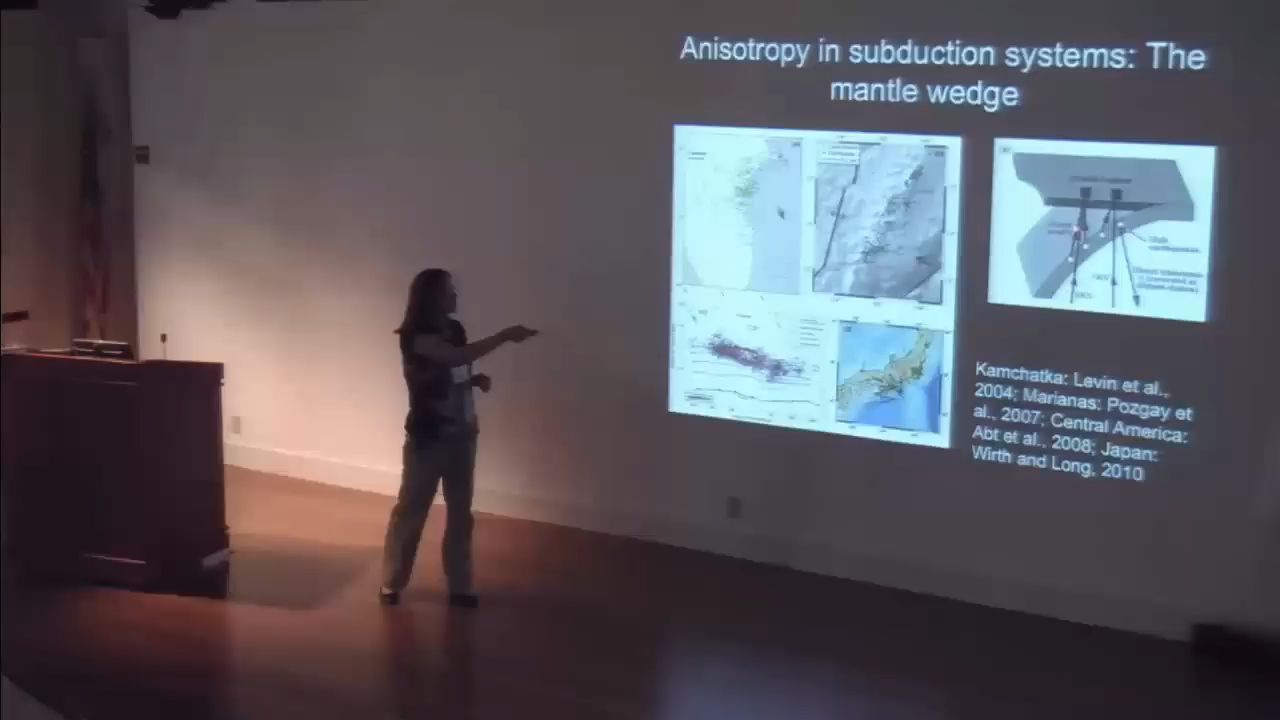 Anisotropy in subduction systems: The
mantle wedge
Kamchatka: Levin et al.,
2004; Marianas: Pozgay et
al., 2007; Central America:
Abt et al., 2008; Japan:
Wirth and Long, 2010